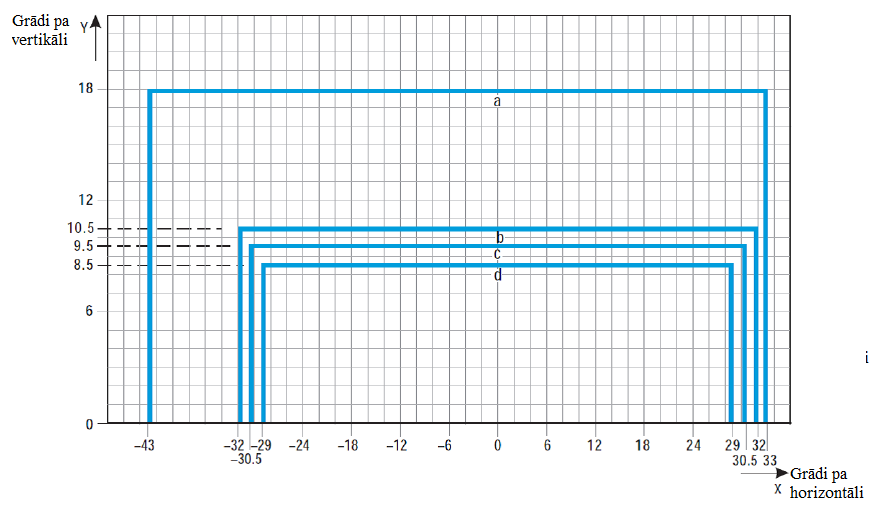 Grādi pa
vertikāli
Y
18
a
12
10.5
b
9.5
c
8.5
d
6
i
0
–43 –32 –29 –24 –18 –12 –6 0 6 12 18 24 29 32
–30.5 30.5 33
Grādi pa
X horizontāli